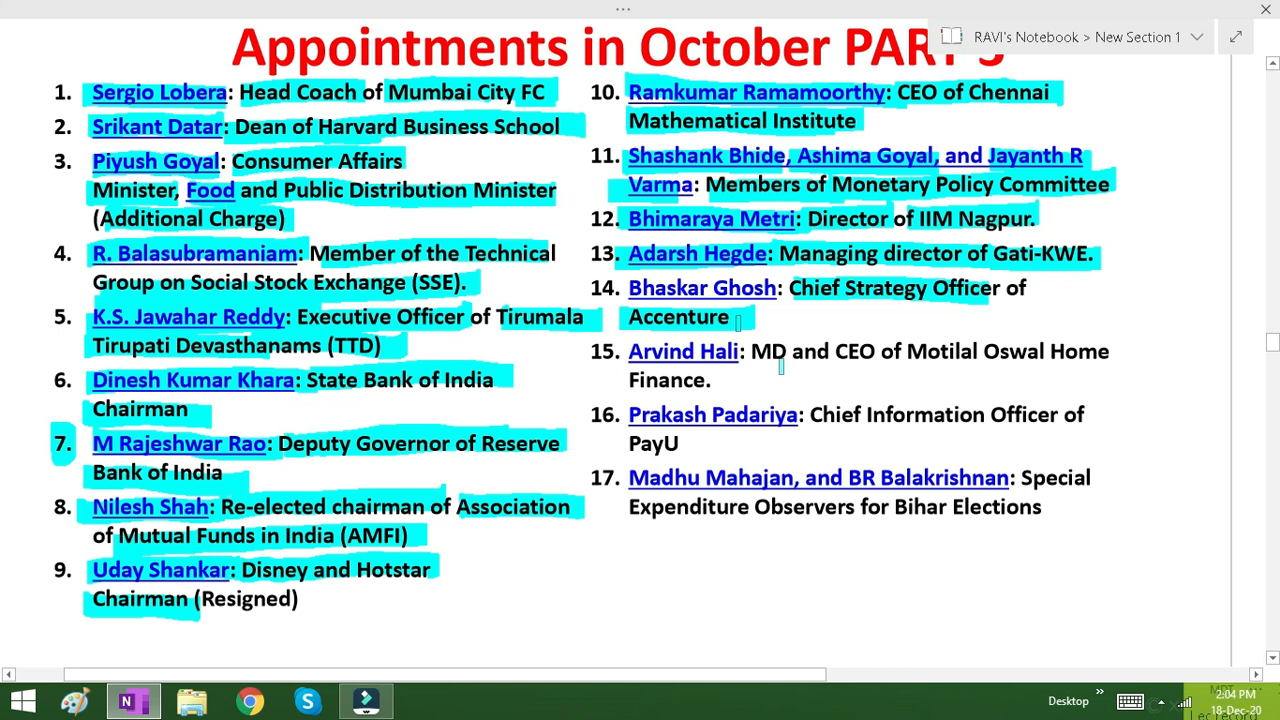 RAVI's Notebook > New Section 1
Appointments in October PART 3
1. Sergio Lobera: Head Coach of Mumbai City FC
2. Srikant Datar: Dean of Harvard Business School
3. Piyush Goyal: Consumer Affairs
Minister, Food and Public Distribution Minister
(Additional Charge)
4. R. Balasubramaniam: Member of the Technical
Group on Social Stock Exchange (SSE).
5. K.S. Jawahar Reddy: Executive Officer of Tirumala
Tirupati Devasthanams (TTD)
6. Dinesh Kumar Khara: State Bank of India
Chairman
7. M Rajeshwar Rao: Deputy Governor of Reserve
Bank of India
8. Nilesh Shah: Re-elected chairman of Association
of Mutual Funds in India (AMFI)
9. Uday Shankar: Disney and Hotstar
Chairman (Resigned)
10. Ramkumar Ramamoorthy: CEO of Chennai
Mathematical Institute
11. Shashank Bhide, Ashima Goyal, and Jayanth R
Varma: Members of Monetary Policy Committee
12. Bhimaraya Metri: Director of IIM Nagpur.
13. Adarsh Hegde: Managing director of Gati-KWE.
14. Bhaskar Ghosh: Chief Strategy Officer of
Accenture
15. Arvind Hali: MD and CEO of Motilal Oswal Home
Finance.
16. Prakash Padariya: Chief Information Officer of
PayU
17. Madhu Mahajan, and BR Balakrishnan: Special
Expenditure Observers for Bihar Elections
Desktop
2:04 PM
18-Dec-20